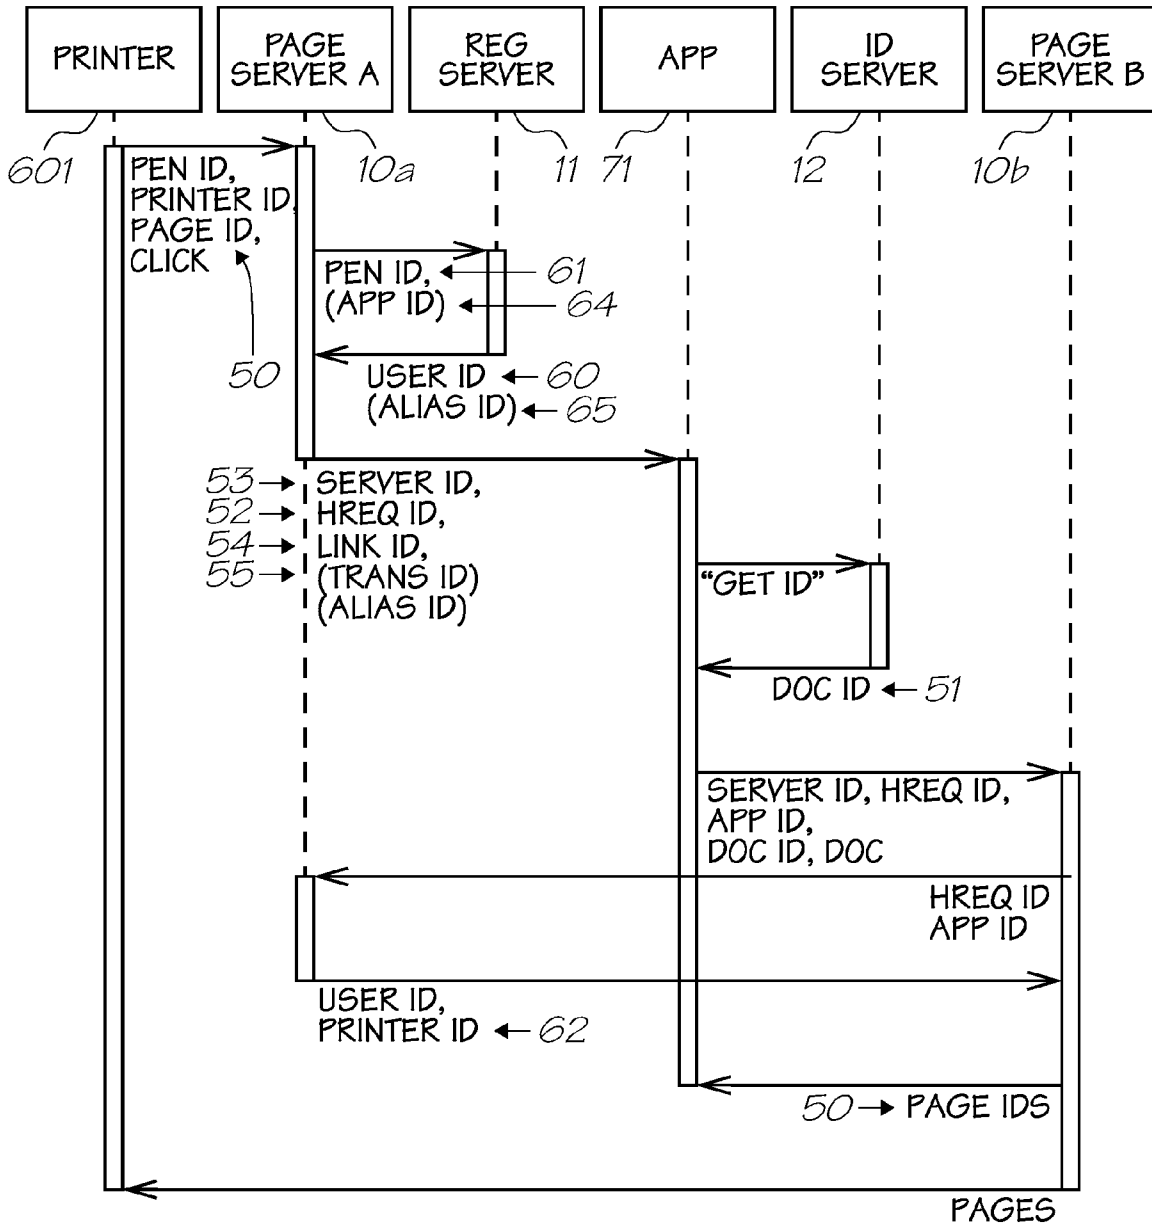 PRINTER
PAGE
SERVER A
REG
SERVER
APP
ID
SERVER
PAGE
SERVER B
601
10a
11
71
12
10b
PEN ID,
PRINTER ID,
PAGE ID,
CLICK
50
PEN ID,
61
(APP ID)
64
USER ID
60
(ALIAS ID)
65
53
SERVER ID,
52
HREQ ID,
54
LINK ID,
55
(TRANS ID)
(ALIAS ID)
“GET ID”
DOC ID
51
SERVER ID, HREQ ID,
APP ID,
DOC ID, DOC
HREQ ID
APP ID
USER ID,
PRINTER ID
62
50
PAGE IDS
PAGES